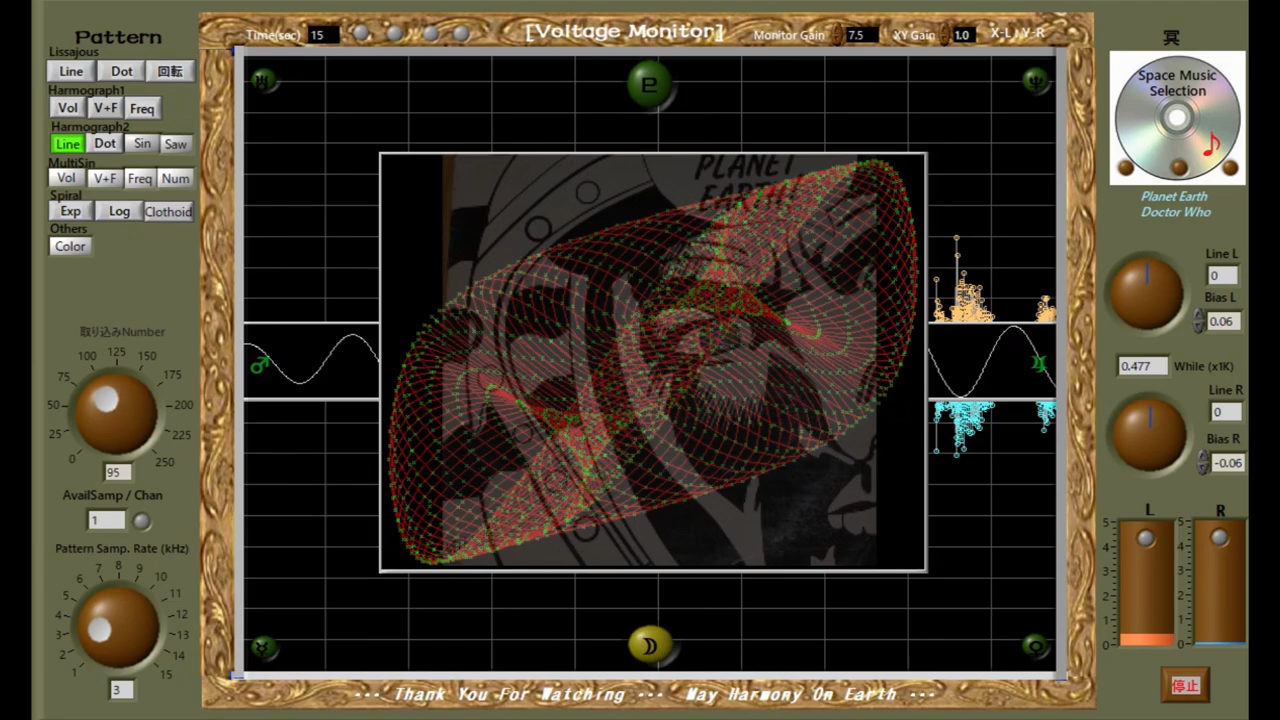 Pattern
Lissajous
Line Dot 回転
Harmograph1
Vol V+F Freq
Harmograph2
Line Dot Sin Saw
MultiSin
Vol V+F Freq Num
Spiral
Exp Log Clothoid
Others
Color
取り込みNumber
0 25 50 75 100 125 150 175 200 225 250
95
AvailSamp / Chan
1
Pattern Samp. Rate (kHz)
1 2 3 4 5 6 7 8 9 10 11 12 13 14 15
3
Time(sec) 15
[Voltage Monitor]
Monitor Gain 7.5 XY Gain 1.0 X-L Y-R
PLANET
EARTH
--- Thank You For Watching --- May Harmony On Earth ---
冥
Space Music
Selection
Planet Earth
Doctor Who
Line L
0
Bias L
0.06
0.477 While (x1K)
Line R
0
Bias R
-0.06
L R
5 5
4 4
3 3
2 2
1 1
0 0
停止